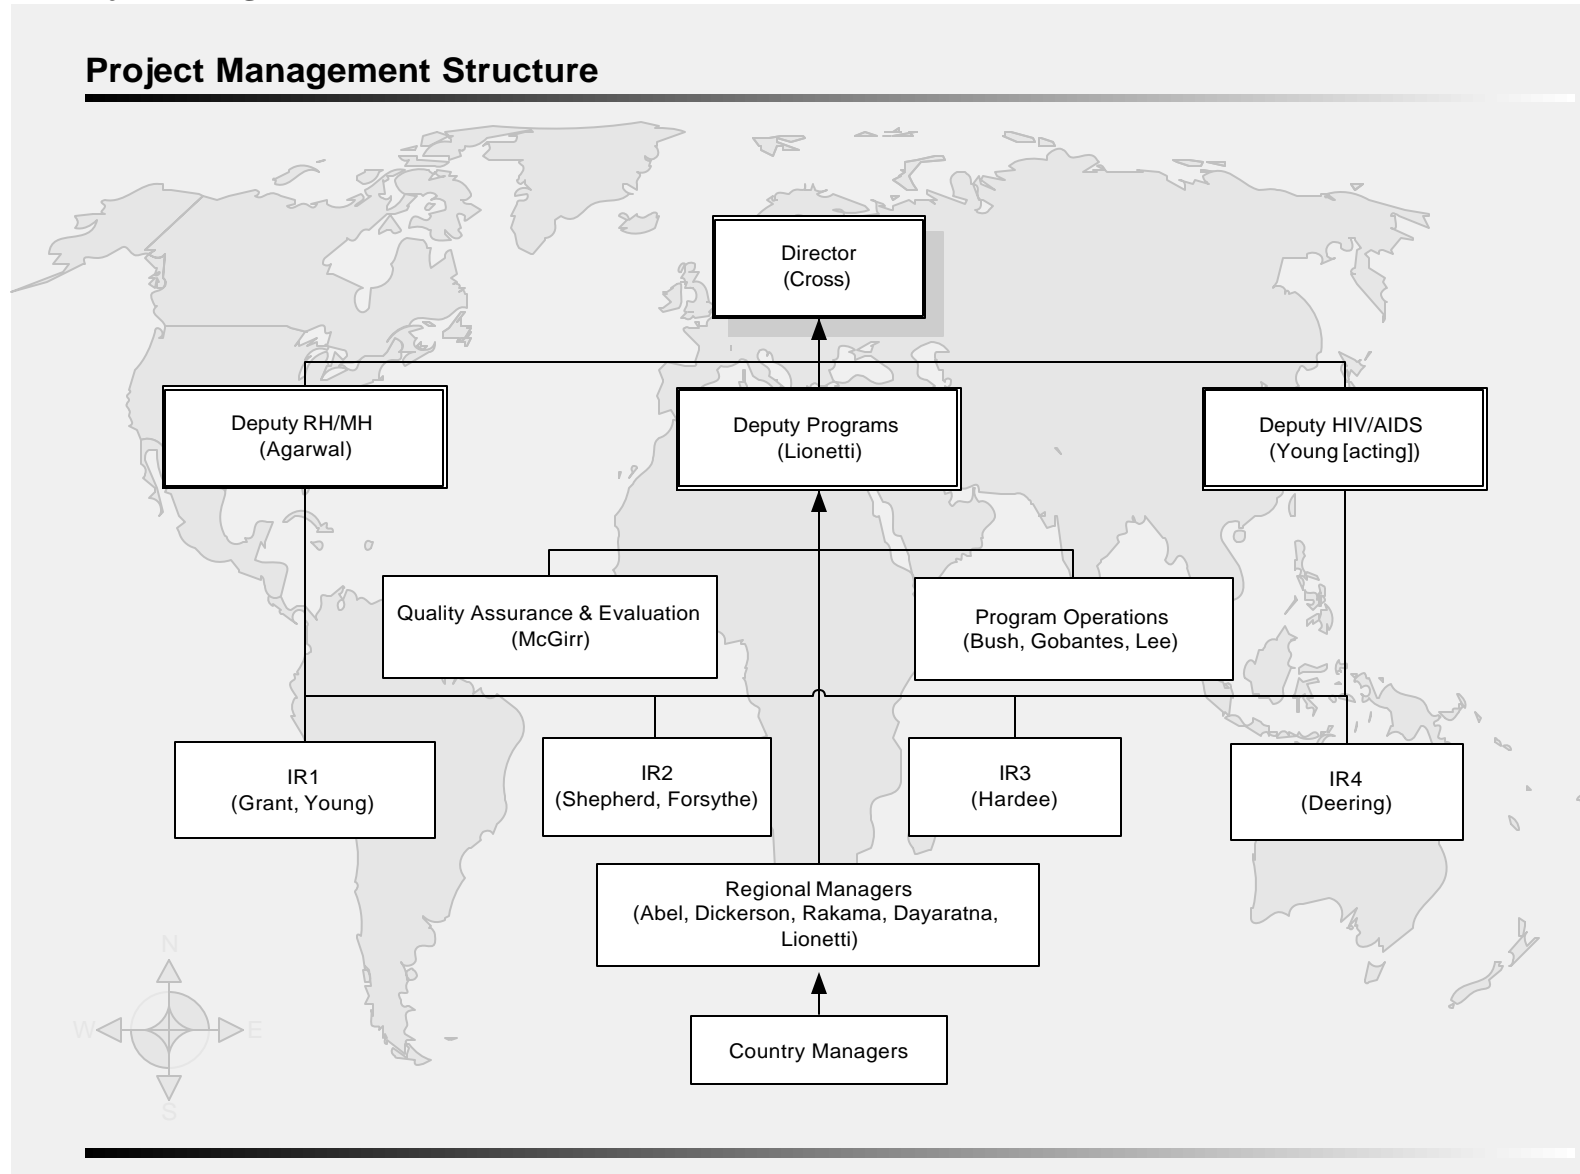 Project Management Structure
Director
(Cross)
Deputy RH/MH
(Agarwal)
Deputy Programs
(Lionetti)
Deputy HIV/AIDS
(Young [acting])
Quality Assurance & Evaluation
(McGirr)
Program Operations
(Bush, Gobantes, Lee)
IR1
(Grant, Young)
IR2
(Shepherd, Forsythe)
IR3
(Hardee)
IR4
(Deering)
Regional Managers
(Abel, Dickerson, Rakama, Dayaratna,
Lionetti)
Country Managers
N
W
E
S